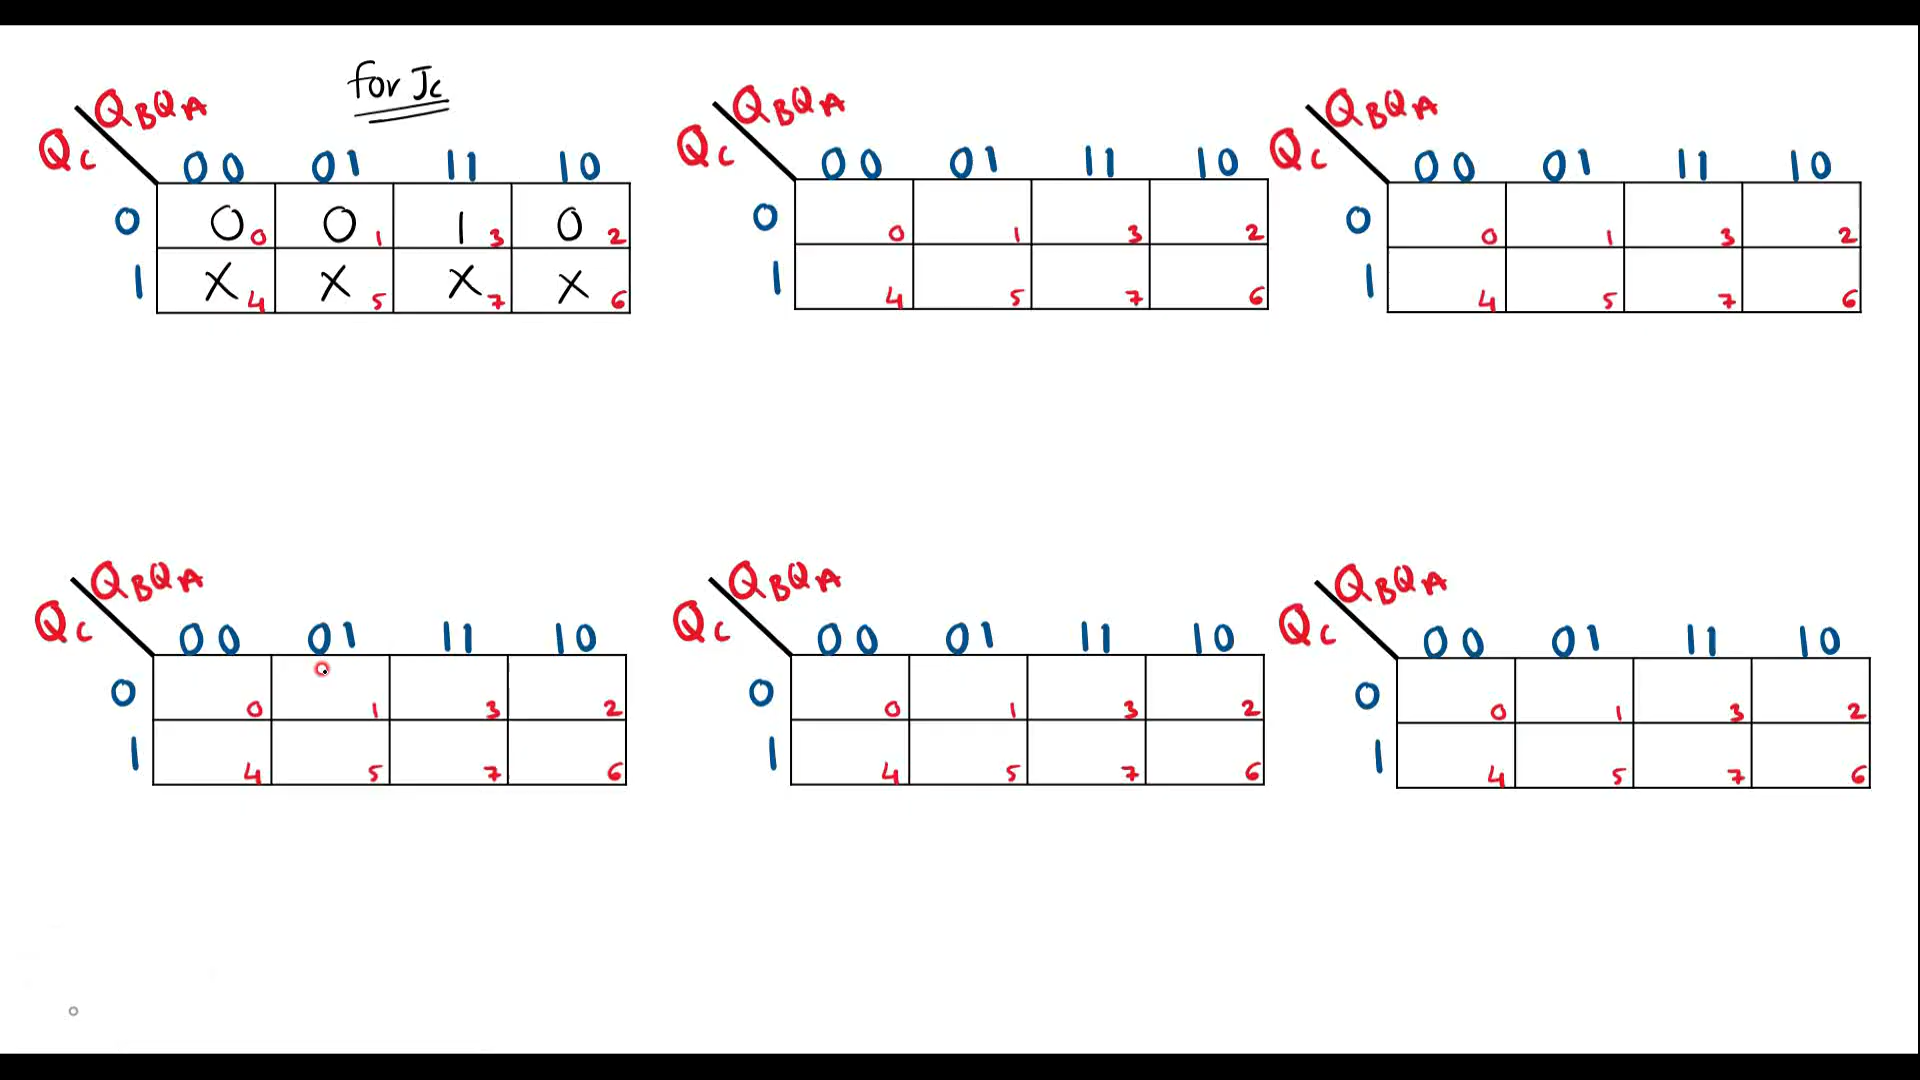 for Jc
QBQA QBQA QBQA
Qc Qc Qc
00 01 11 10 00 01 11 10 00 01 11 10
0 0 0 0 1 1 3 0 2 0 0 1 3 2 0 0 1 3 2
1 X 4 X 5 X 7 X 6 1 4 5 7 6 1 4 5 7 6
QBQA QBQA QBQA
Qc Qc Qc
00 01 11 10 00 01 11 10 00 01 11 10
0 0 1 3 2 0 0 1 3 2 0 0 1 3 2
1 4 5 7 6 1 4 5 7 6 1 4 5 7 6